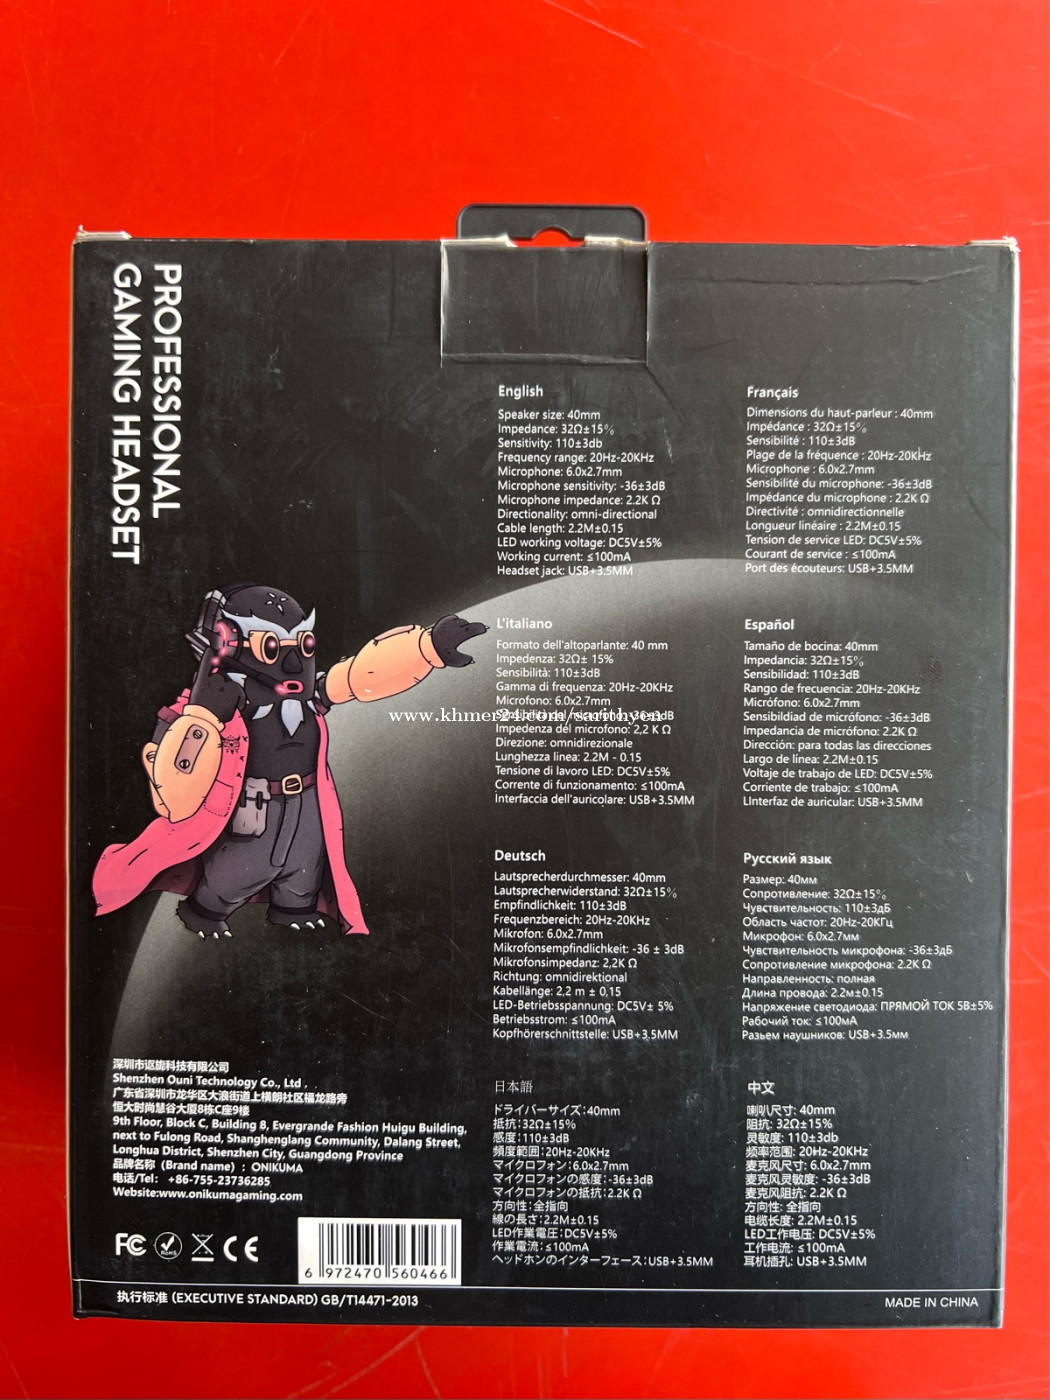 PROFESSIONAL
GAMING HEADSET
English
Speaker size: 40mm
Impedance: 32Ω±15%
Sensitivity: 110±3db
Frequency range: 20Hz-20KHz
Microphone: 6.0x2.7mm
Microphone sensitivity: -36±3dB
Microphone impedance: 2.2K Ω
Directionality: omni-directional
Cable length: 2.2M±0.15
LED working voltage: DC5V±5%
Working current: ≤100mA
Headset jack: USB+3.5MM
Français
Dimensions du haut-parleur : 40mm
Impédance : 32Ω±15%
Sensibilité : 110±3dB
Plage de la fréquence : 20Hz-20KHz
Microphone : 6.0x2.7mm
Sensibilité du microphone: -36±3dB
Impédance du microphone : 2.2K Ω
Directivité : omnidirectionnelle
Longueur linéaire : 2.2M±0.15
Tension de service LED: DC5V±5%
Courant de service : ≤100mA
Port des écouteurs: USB+3.5MM
L'italiano
Formato dell'altoparlante: 40 mm
Impedenza: 32Ω± 15%
Sensibilità: 110±3dB
Gamma di frequenza: 20Hz-20KHz
Microfono: 6.0x2.7mm
-36±3dB
Impedenza del microfono: 2,2 K Ω
Direzione: omnidirezionale
Lunghezza linea: 2.2M - 0.15
Tensione di lavoro LED: DC5V±5%
Corrente di funzionamento: ≤100mA
Interfaccia dell'auricolare: USB+3.5MM
www.khmer24.com/sarithyen
Español
Tamaño de bocina: 40mm
Impedancia: 32Ω±15%
Sensibilidad: 110±3dB
Rango de frecuencia: 20Hz-20KHz
Micrófono: 6.0x2.7mm
Sensibildiad de micrófono: -36±3dB
Impedancia de micrófono: 2.2K Ω
Dirección: para todas las direcciones
Largo de línea: 2.2M±0.15
Voltaje de trabajo de LED: DC5V±5%
Corriente de trabajo: ≤100mA
LInterfaz de auricular: USB+3.5MM
Deutsch
Lautsprecherdurchmesser: 40mm
Lautsprecherwiderstand: 32Ω±15%
Empfindlichkeit: 110±3dB
Frequenzbereich: 20Hz-20KHz
Mikrofon: 6.0x2.7mm
Mikrofonsempfindlichkeit: -36 ± 3dB
Mikrofonsimpedanz: 2,2K Ω
Richtung: omnidirektional
Kabellänge: 2,2 m ± 0,15
LED-Betriebsspannung: DC5V± 5%
Betriebsstrom: ≤100mA
Kopfhörerschnittstelle: USB+3.5MM
Русский язык
Размер: 40мм
Сопротивление: 32Ω±15%
Чувствительность: 110±3дБ
Область частот: 20Hz-20КГц
Микрофон: 6.0x2.7мм
Чувствительность микрофона: -36±3дБ
Сопротивление микрофона: 2.2K Ω
Направленность: полная
Длина провода: 2.2м±0.15
Напряжение светодиода: ПРЯМОЙ ТОК 5В±5%
Рабочий ток: ≤100мА
Разьем наушников: USB+3.5мм
深圳市讴旎科技有限公司
Shenzhen Ouni Technology Co., Ltd .
广东省深圳市龙华区大浪街道上横朗社区福龙路旁
恒大时尚慧谷大厦8栋C座9楼
9th Floor, Block C, Building 8, Evergrande Fashion Huigu Building,
next to Fulong Road, Shanghenglang Community, Dalang Street,
Longhua District, Shenzhen City, Guangdong Province
品牌名称（Brand name）: ONIKUMA
电话/Tel: +86-755-23736285
Website:www.onikumagaming.com
日本語
ドライバーサイズ:40mm
抵抗:32Ω±15%
感度:110±3dB
頻度範囲:20Hz-20KHz
マイクロフォン:6.0x2.7mm
マイクロフォンの感度:-36±3dB
マイクロフォンの抵抗:2.2K Ω
方向性:全指向
線の長さ:2.2M±0.15
LED作業電圧:DC5V±5%
作業電流:≤100mA
ヘッドホンのインターフェース:USB+3.5MM
中文
喇叭尺寸: 40mm
阻抗: 32Ω±15%
灵敏度: 110±3db
频率范围: 20Hz-20KHz
麦克风尺寸: 6.0x2.7mm
麦克风灵敏度: -36±3dB
麦克风阻抗: 2.2K Ω
方向性: 全指向
电缆长度: 2.2M±0.15
LED工作电压: DC5V±5%
工作电流: ≤100mA
耳机插孔: USB+3.5MM
FC RoHS CE
6 972470 560466
执行标准 (EXECUTIVE STANDARD) GB/T14471-2013
MADE IN CHINA